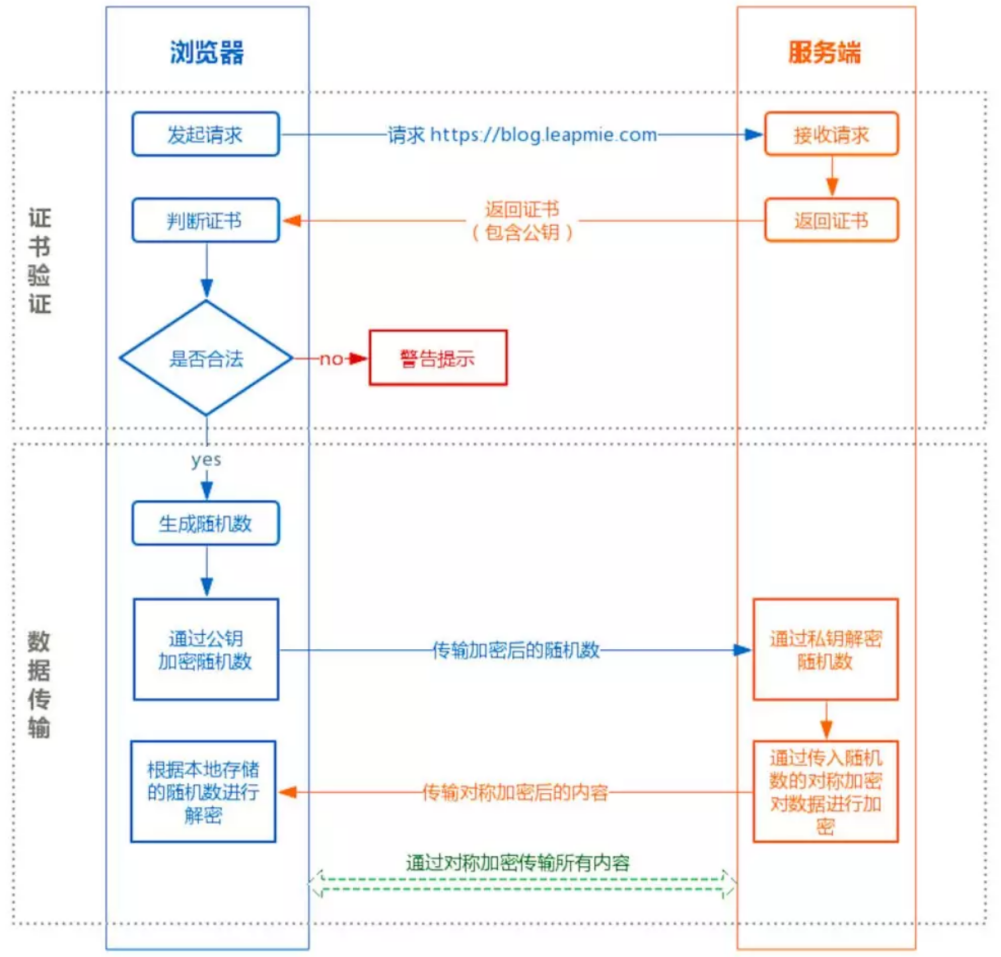 浏览器
服务端
证书验证
发起请求
请求 https://blog.leapmie.com
接收请求
判断证书
返回证书
（包含公钥）
返回证书
是否合法
no
警告提示
yes
数据传输
生成随机数
通过公钥
加密随机数
传输加密后的随机数
通过私钥解密
随机数
根据本地存储
的随机数进行
解密
传输对称加密后的内容
通过传入随机
数的对称加密
对数据进行加
密
通过对称加密传输所有内容